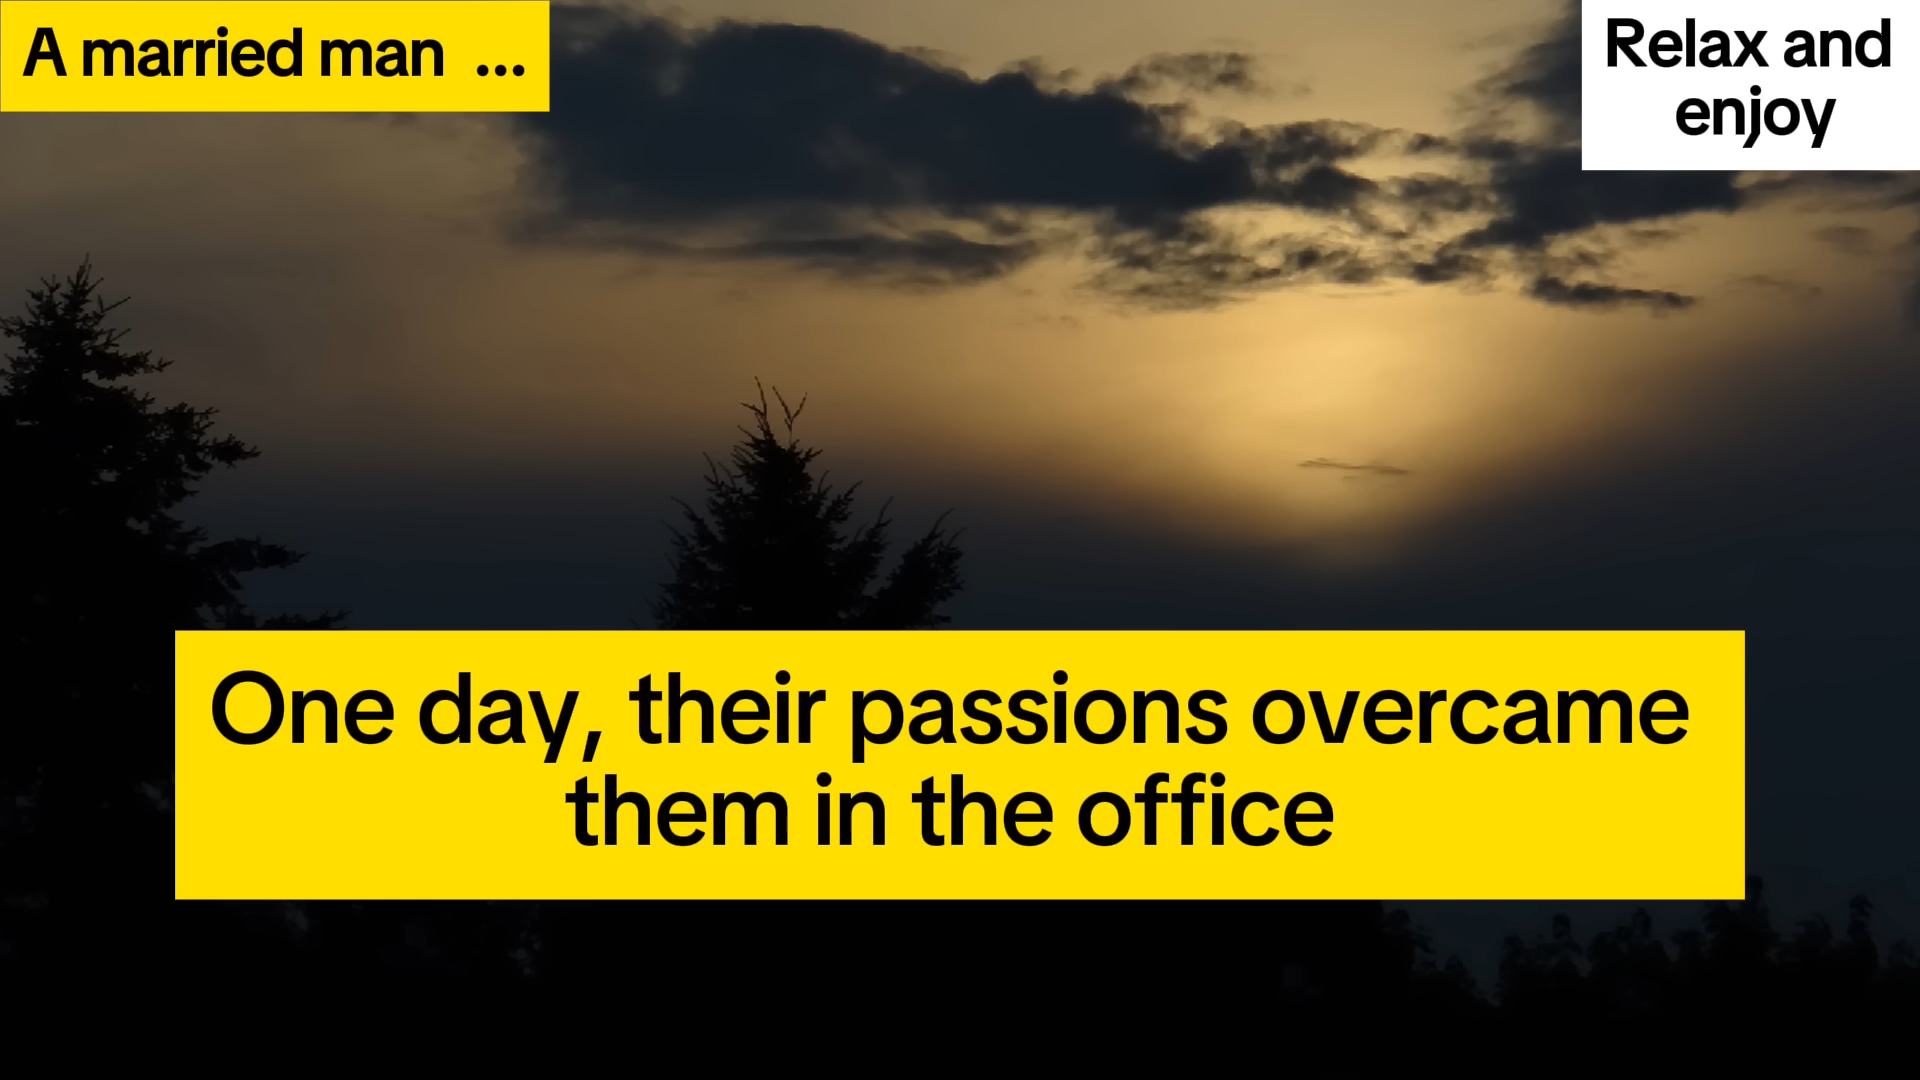 A married man ...
Relax and
enjoy
One day, their passions overcame
them in the office